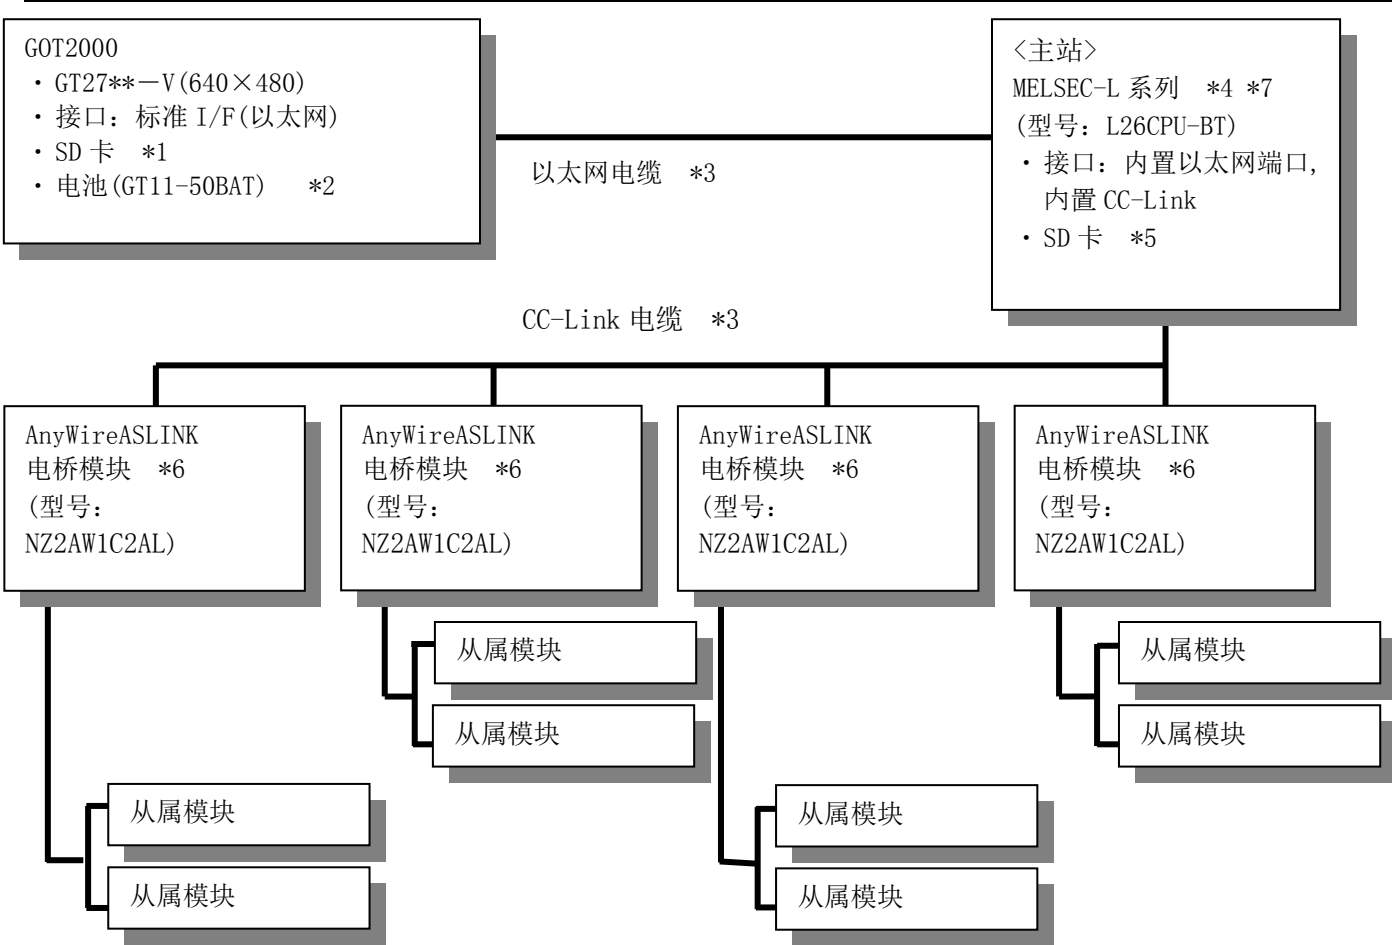 GOT2000
・GT27**－V(640×480)
・接口：标准 I/F(以太网)
・SD 卡 *1
・电池(GT11-50BAT) *2
以太网电缆 *3
<主站>
MELSEC-L 系列 *4 *7
(型号：L26CPU-BT)
・接口：内置以太网端口,
内置 CC-Link
・SD 卡 *5
CC-Link 电缆 *3
AnyWireASLINK
电桥模块 *6
(型号：
NZ2AW1C2AL)
AnyWireASLINK
电桥模块 *6
(型号：
NZ2AW1C2AL)
AnyWireASLINK
电桥模块 *6
(型号：
NZ2AW1C2AL)
AnyWireASLINK
电桥模块 *6
(型号：
NZ2AW1C2AL)
从属模块
从属模块
从属模块
从属模块
从属模块
从属模块
从属模块
从属模块